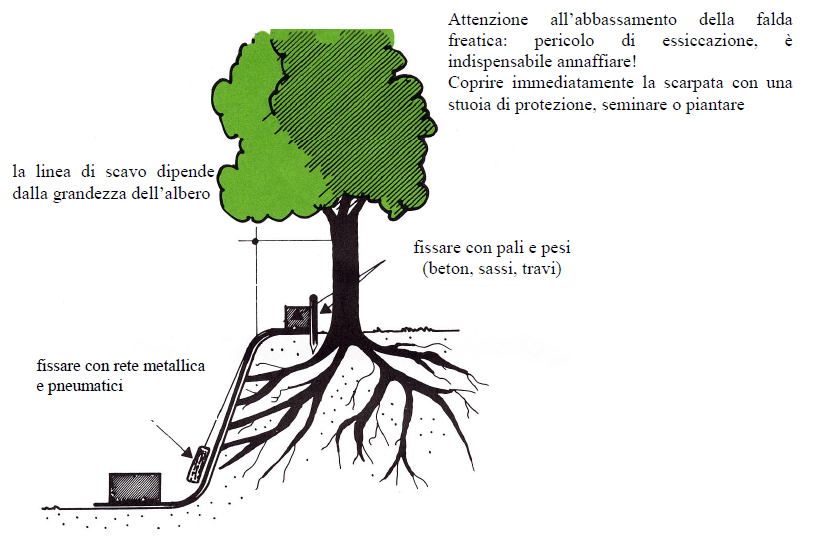 Attenzione all’abbassamento della falda
freatica: pericolo di essiccazione, è
indispensabile annaffiare!
Coprire immediatamente la scarpata con una
stuoia di protezione, seminare o piantare
la linea di scavo dipende
dalla grandezza dell’albero
fissare con pali e pesi
(beton, sassi, travi)
fissare con rete metallica
e pneumatici